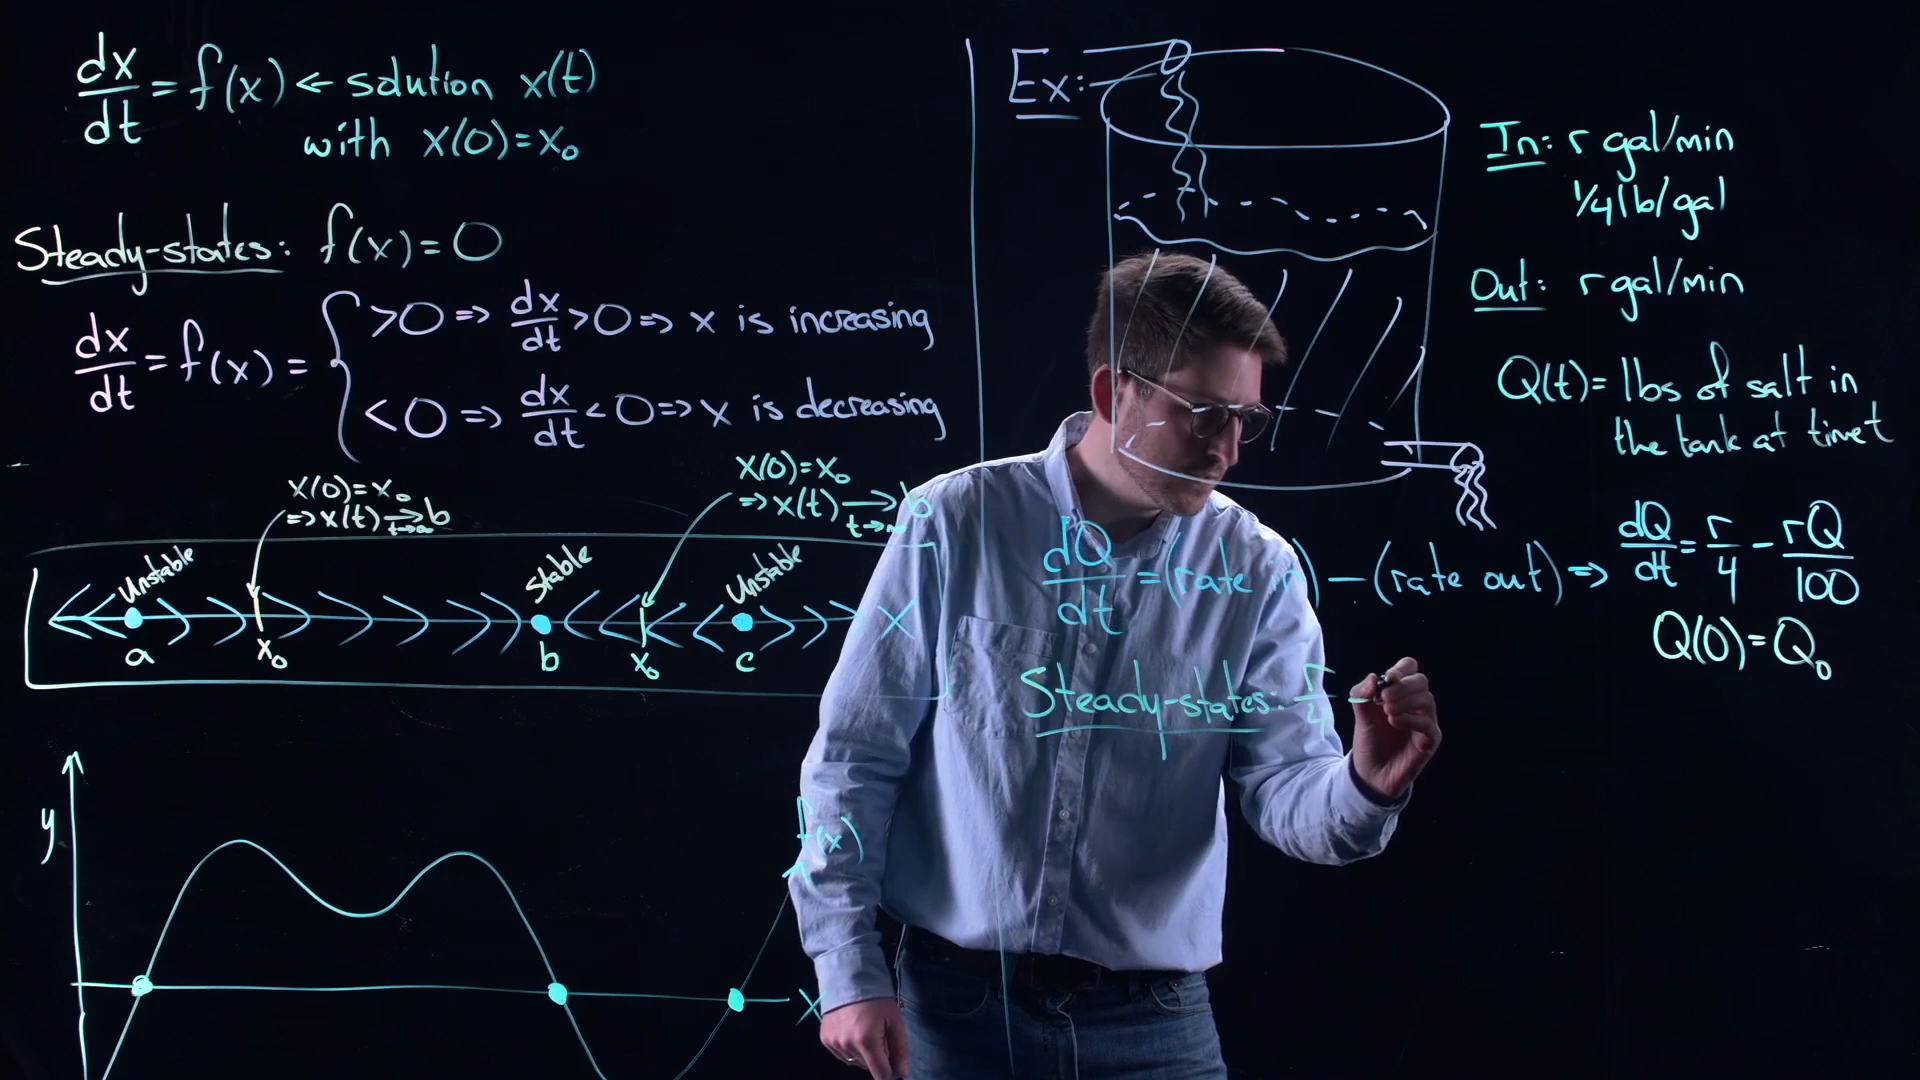 dx/dt = f(x) ← solution x(t)
with x(0)=x₀
Steady-states: f(x)=0
dx/dt = f(x) = { >0 ⇒ dx/dt >0 ⇒ x is increasing
<0 ⇒ dx/dt <0 ⇒ x is decreasing
x(0)=x₀
⇒ x(t) → b
x(0)=x₀
⇒ x(t) → b
Unstable
Stable
Unstable
a
x₀
b
x₀
c
x
y
f(x)
x
Ex:
In: r gal/min
1/4 lb/gal
Out: r gal/min
Q(t)= lbs of salt in
the tank at time t
dQ/dt = (rate in) − (rate out) ⇒ dQ/dt = r/4 − rQ/100
Q(0)=Q₀
Steady-states: r/4 −